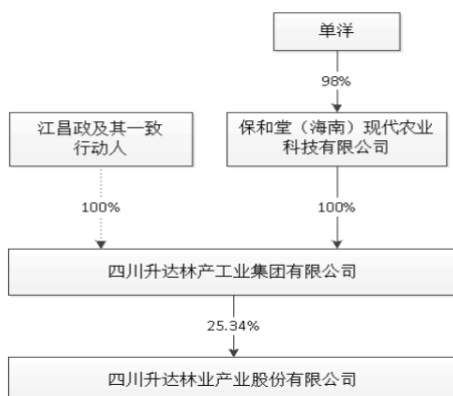 单洋
98%
江昌政及其一致
行动人
保和堂（海南）现代农业
科技有限公司
100%
100%
四川升达林产工业集团有限公司
25.34%
四川升达林业产业股份有限公司